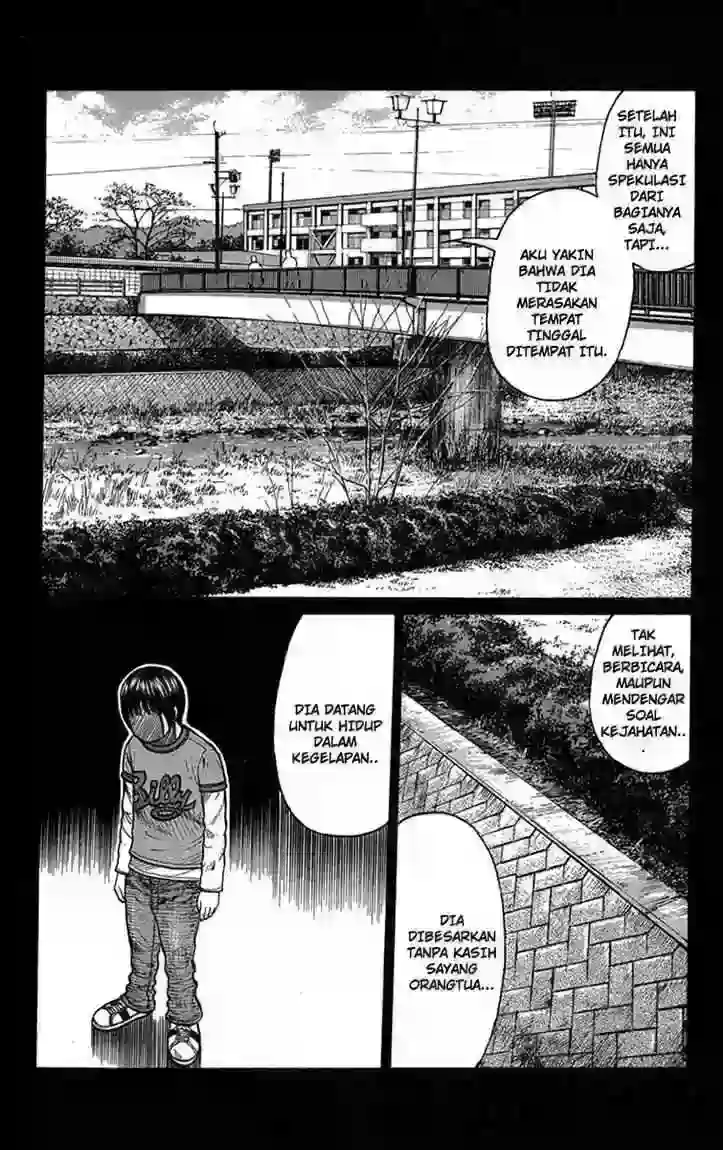 SETELAH
ITU, INI
SEMUA
HANYA
SPEKULASI
DARI
BAGIANYA
SAJA,
TAPI...
AKU YAKIN
BAHWA DIA
TIDAK
MERASAKAN
TEMPAT
TINGGAL
DITEMPAT ITU.
TAK
MELIHAT,
BERBICARA,
MAUPUN
MENDENGAR
SOAL
KEJAHATAN..
DIA
DIBESARKAN
TANPA KASIH
SAYANG
ORANGTUA...
DIA DATANG
UNTUK HIDUP
DALAM
KEGELAPAN..
Billy